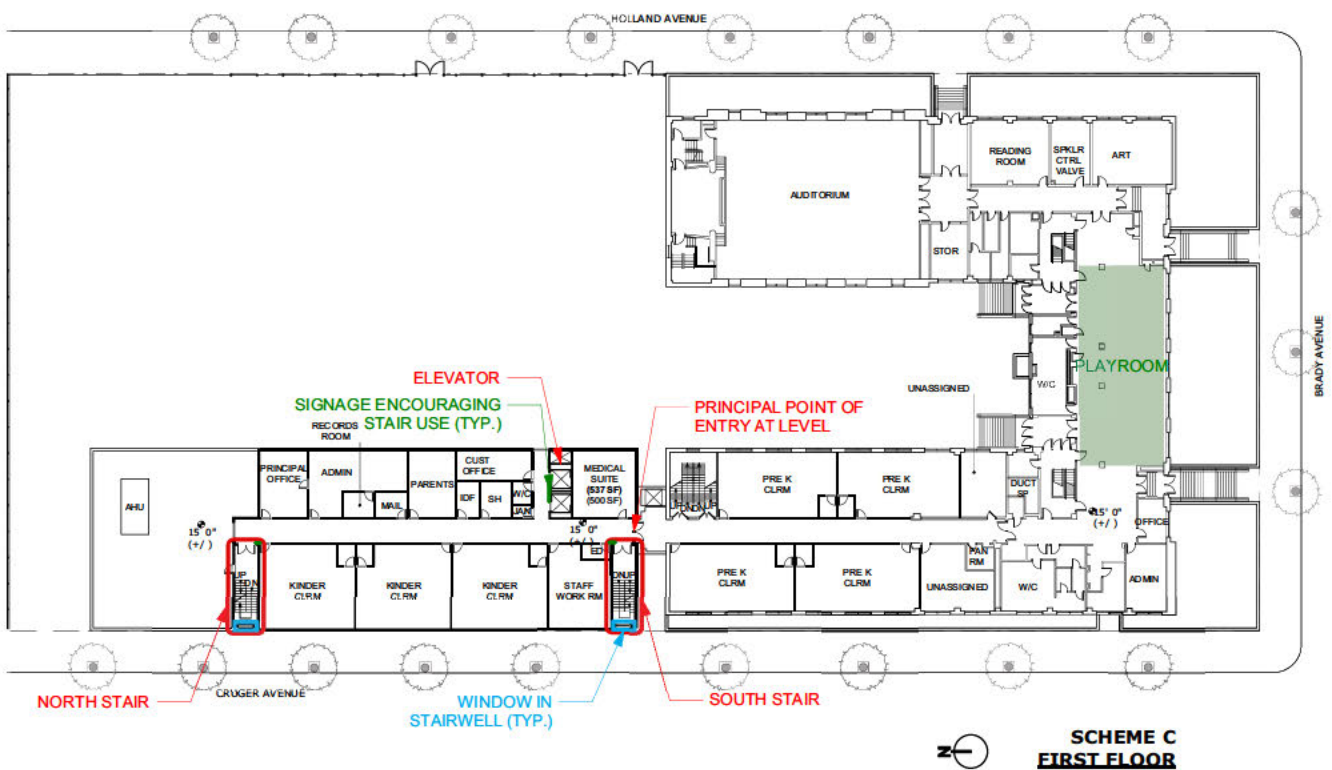 HOLLAND AVENUE
READING
ROOM
SPKLR
CTRL
VALVE
ART
AUDITORIUM
STOR
BRADY AVENUE
PLAYROOM
W/C
UNASSIGNED
ELEVATOR
SIGNAGE ENCOURAGING
STAIR USE (TYP.)
PRINCIPAL POINT OF
ENTRY AT LEVEL
RECORDS
ROOM
PRINCIPAL
OFFICE
ADMIN
MAIL
PARENTS
CUST
OFFICE
IDF
SH
W/C
JAN
MEDICAL
SUITE
(537 SF)
(500 SF)
PRE K
CLRM
PRE K
CLRM
DUCT
SP
AHU
15' 0"
(+/ )
15' 0"
(+/ )
15' 0"
(+/ )
OFFICE
UP
DN
KINDER
CLRM
KINDER
CLRM
KINDER
CLRM
STAFF
WORK RM
ED
DN UP
PRE K
CLRM
PRE K
CLRM
PAN
RM
UNASSIGNED
W/C
ADMIN
NORTH STAIR
CRUGER AVENUE
WINDOW IN
STAIRWELL (TYP.)
SOUTH STAIR
N
SCHEME C
FIRST FLOOR